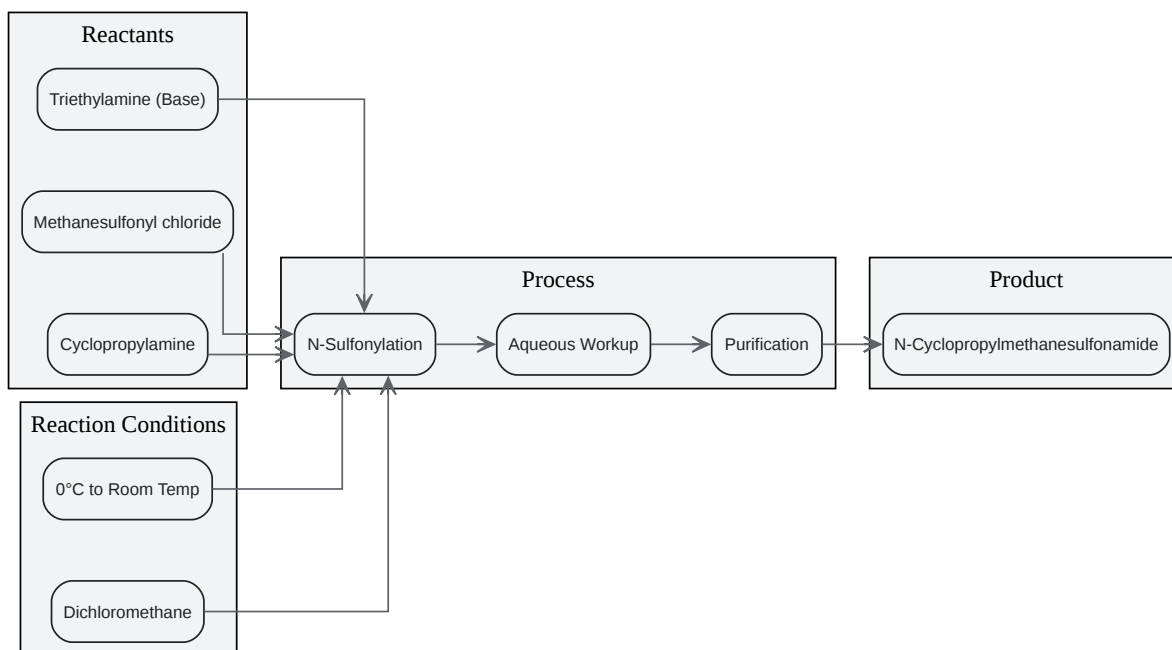 Reactants
Triethylamine (Base)
Methanesulfonyl chloride
Cyclopropylamine
Reaction Conditions
0°C to Room Temp
Dichloromethane
Process
N-Sulfonylation
Aqueous Workup
Purification
Product
N-Cyclopropylmethanesulfonamide